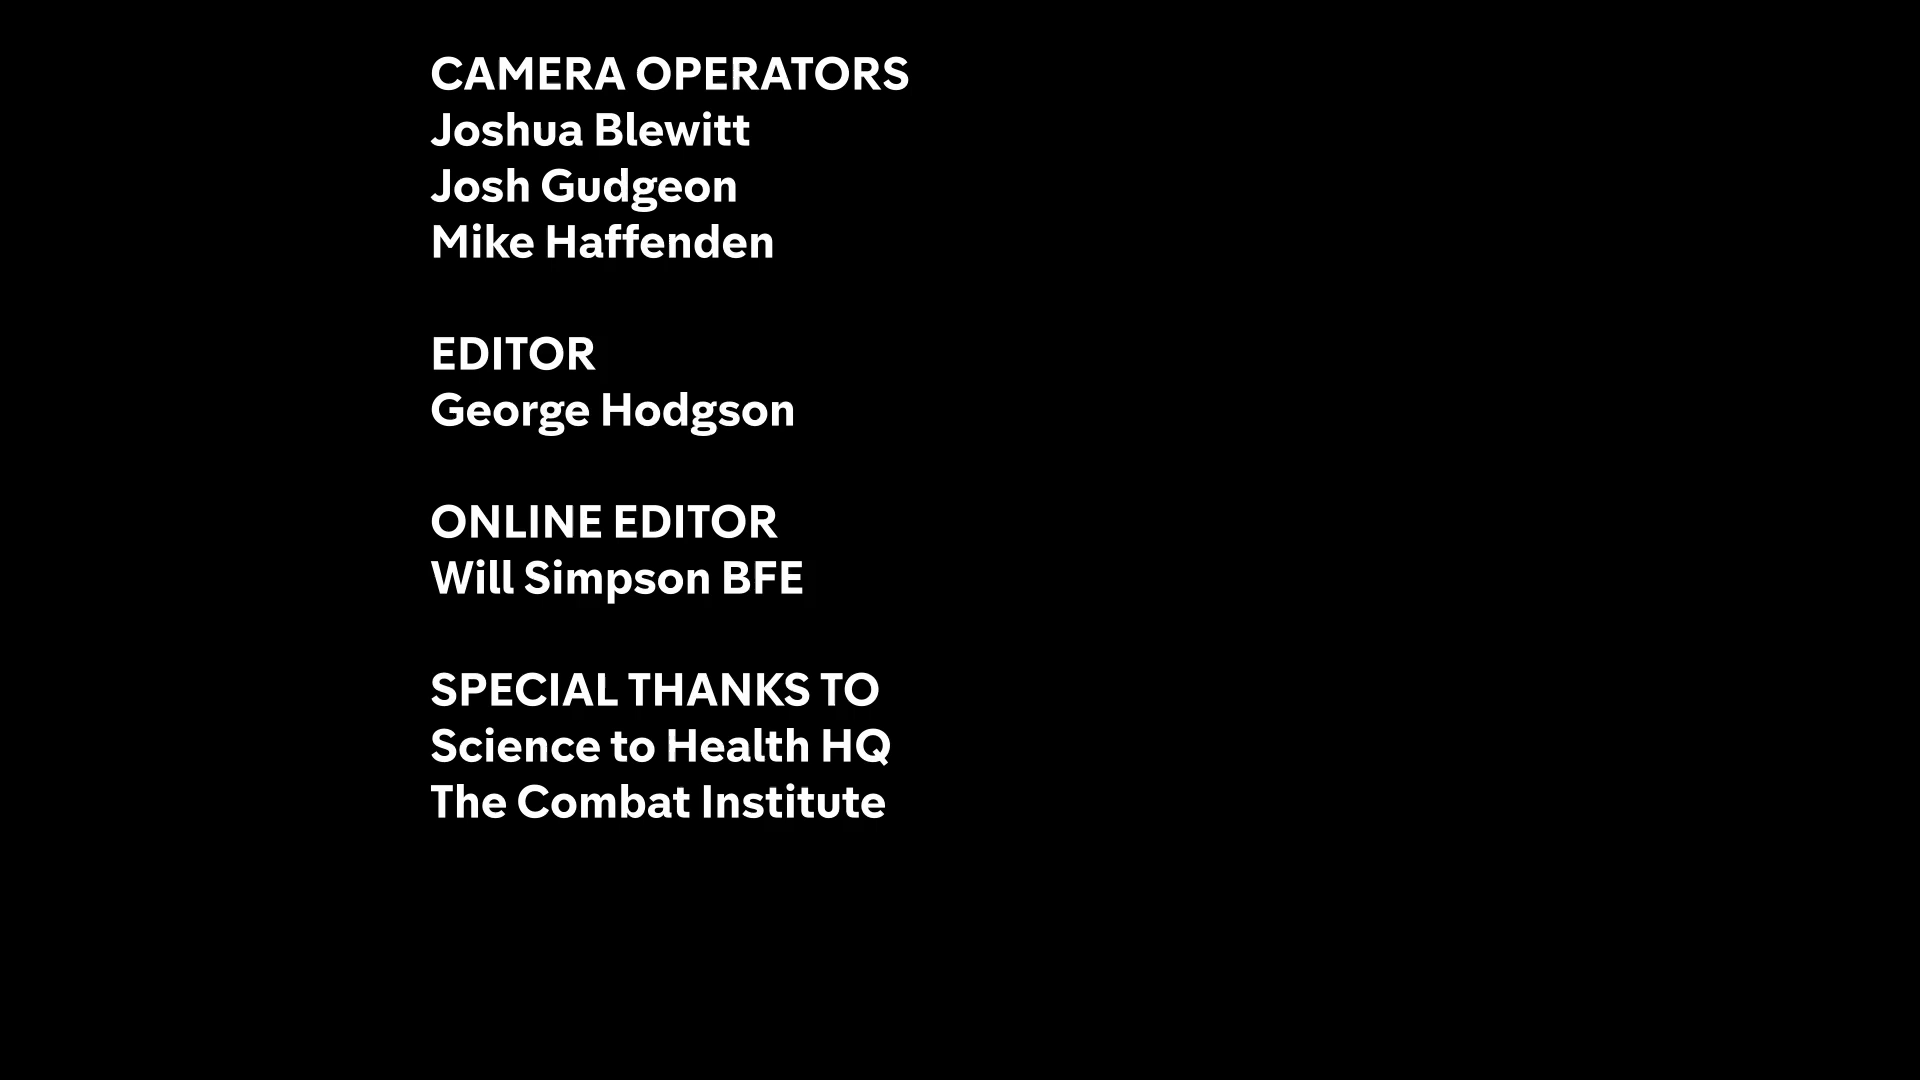 CAMERA OPERATORS
Joshua Blewitt
Josh Gudgeon
Mike Haffenden
EDITOR
George Hodgson
ONLINE EDITOR
Will Simpson BFE
SPECIAL THANKS TO
Science to Health HQ
The Combat Institute